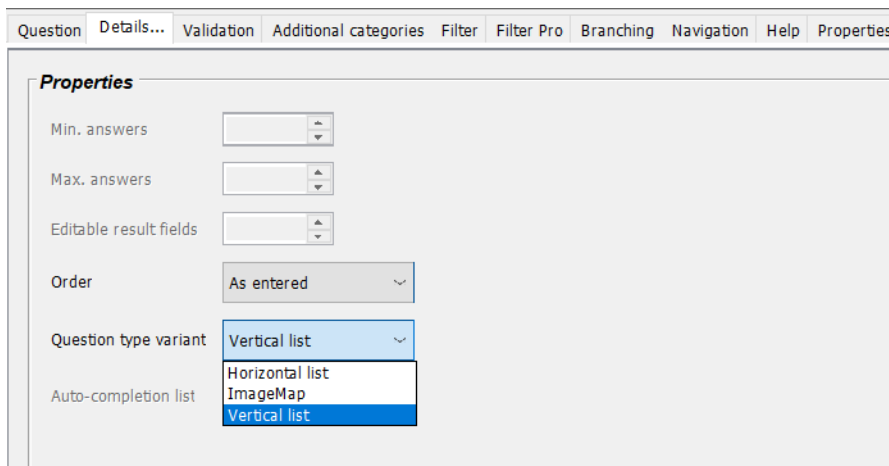 Question Details... Validation Additional categories Filter Filter Pro Branching Navigation Help Properties
Properties
Min. answers
Max. answers
Editable result fields
Order As entered
Question type variant Vertical list
Horizontal list
ImageMap
Auto-completion list Vertical list